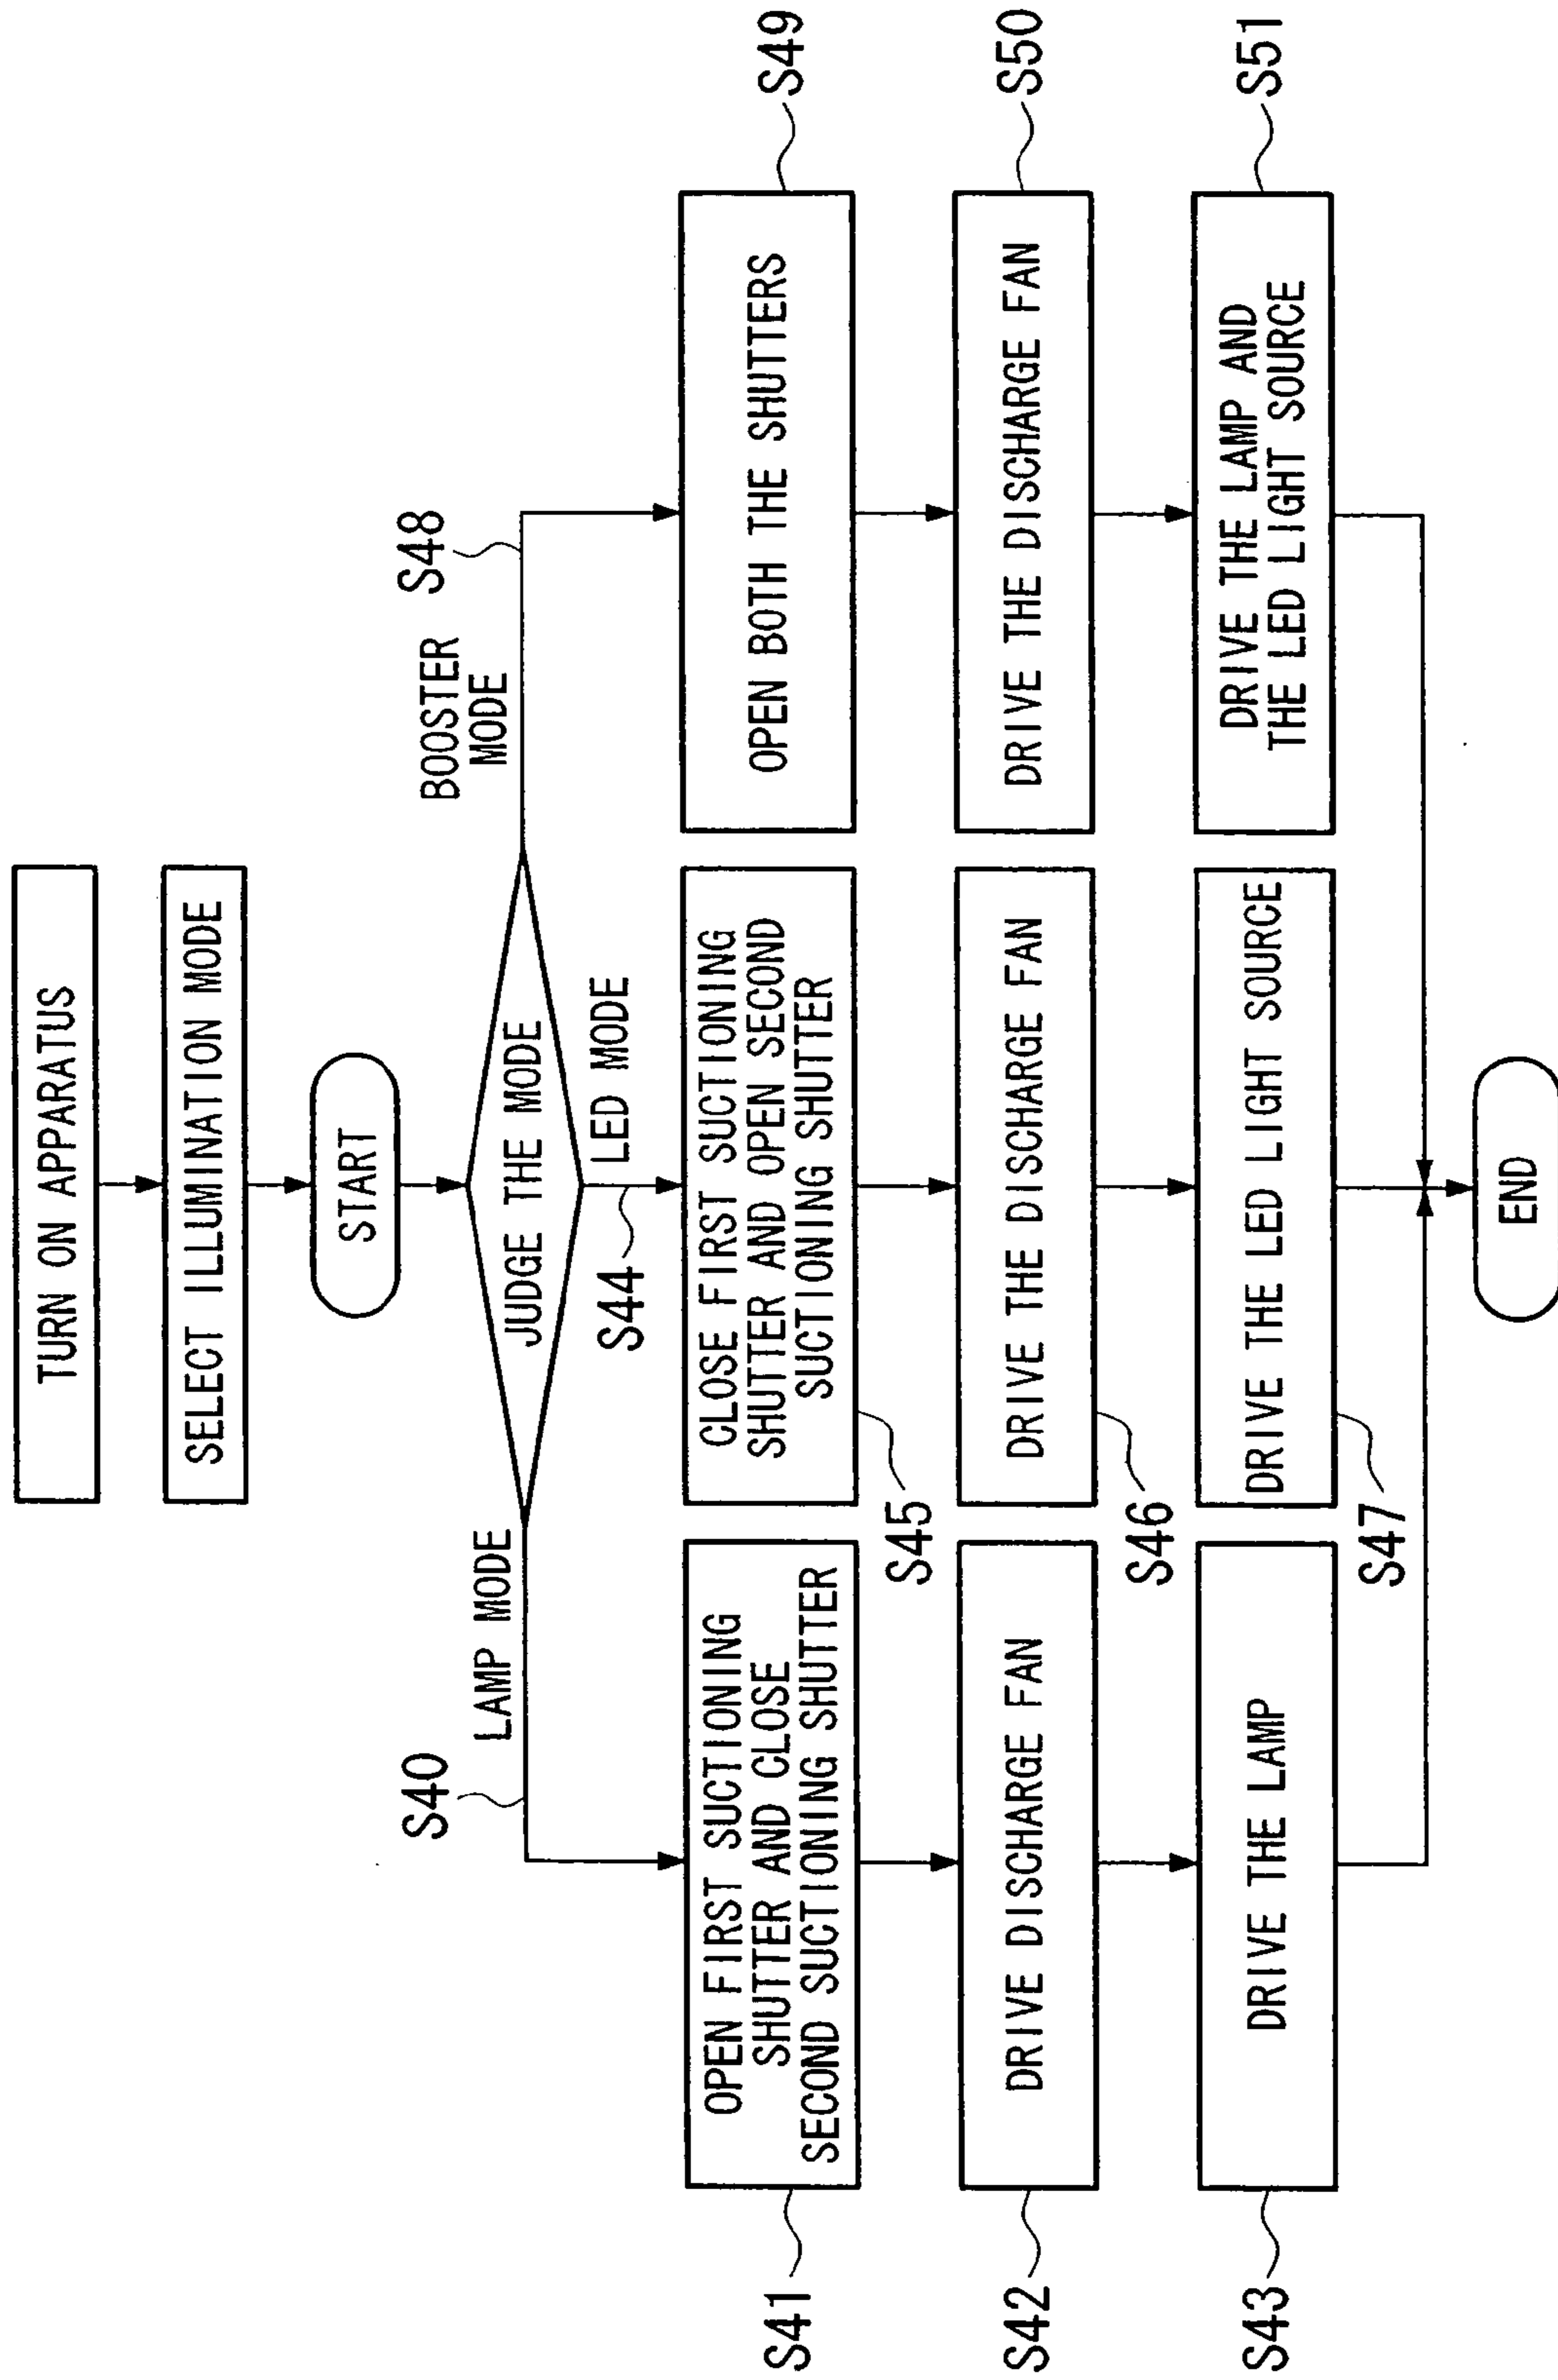 TURN ON APPARATUS
SELECT ILLUMINATION MODE
START
JUDGE THE MODE
S40
LAMP MODE
S44
LED MODE
BOOSTER
MODE
S48
S41
OPEN FIRST SUCTIONING
SHUTTER AND CLOSE
SECOND SUCTIONING SHUTTER
CLOSE FIRST SUCTIONING
SHUTTER AND OPEN SECOND
SUCTIONING SHUTTER
S45
OPEN BOTH THE SHUTTERS
S49
S42
DRIVE DISCHARGE FAN
DRIVE THE DISCHARGE FAN
S46
DRIVE THE DISCHARGE FAN
S50
S43
DRIVE THE LAMP
DRIVE THE LED LIGHT SOURCE
S47
DRIVE THE LAMP AND
THE LED LIGHT SOURCE
S51
END